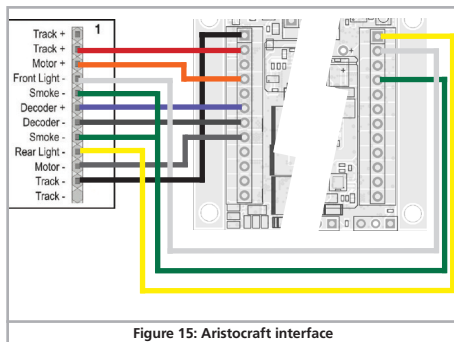 1
Track +
Track +
Motor +
Front Light -
Smoke -
Decoder +
Decoder -
Smoke -
Rear Light -
Motor -
Track -
Track -
Figure 15: Aristocraft interface